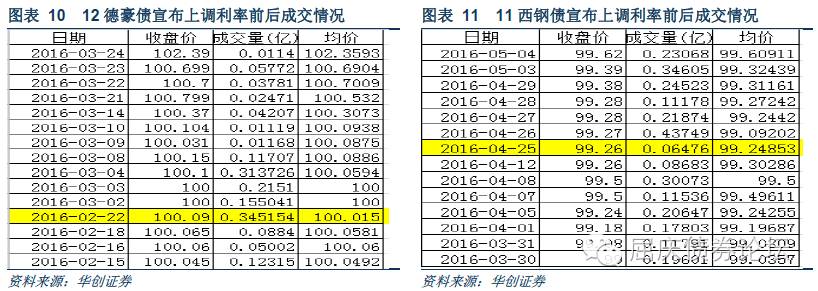 图表 10 12 德豪债宣布上调利率前后成交情况
日期 收盘价 成交量(亿) 均价
2016-03-24 102.39 0.0114 102.3593
2016-03-23 100.699 0.05772 100.6904
2016-03-22 100.7 0.03781 100.7009
2016-03-21 100.799 0.02471 100.532
2016-03-14 100.37 0.04207 100.3073
2016-03-10 100.104 0.01119 100.0938
2016-03-09 100.031 0.01168 100.0875
2016-03-08 100.15 0.11707 100.0886
2016-03-04 100.1 0.313726 100.0594
2016-03-03 100 0.2151 100
2016-03-02 100 0.155041 100
2016-02-22 100.09 0.345154 100.015
2016-02-18 100.065 0.0884 100.0581
2016-02-16 100.06 0.05002 100.06
2016-02-15 100.045 0.12315 100.0492
资料来源：华创证券
图表 11 11 西钢债宣布上调利率前后成交情况
日期 收盘价 成交量(亿) 均价
2016-05-04 99.62 0.23068 99.60911
2016-05-03 99.39 0.34605 99.32439
2016-04-29 99.38 0.24523 99.31161
2016-04-28 99.28 0.11178 99.27242
2016-04-27 99.28 0.21874 99.2442
2016-04-26 99.27 0.43749 99.09202
2016-04-25 99.26 0.06476 99.24853
2016-04-12 99.26 0.08683 99.30286
2016-04-08 99.5 0.30073 99.5
2016-04-07 99.5 0.11536 99.49611
2016-04-05 99.24 0.20647 99.24255
2016-04-01 99.18 0.17803 99.19687
2016-03-31
2016-03-30
资料来源：华创证券
屈庆债券论坛